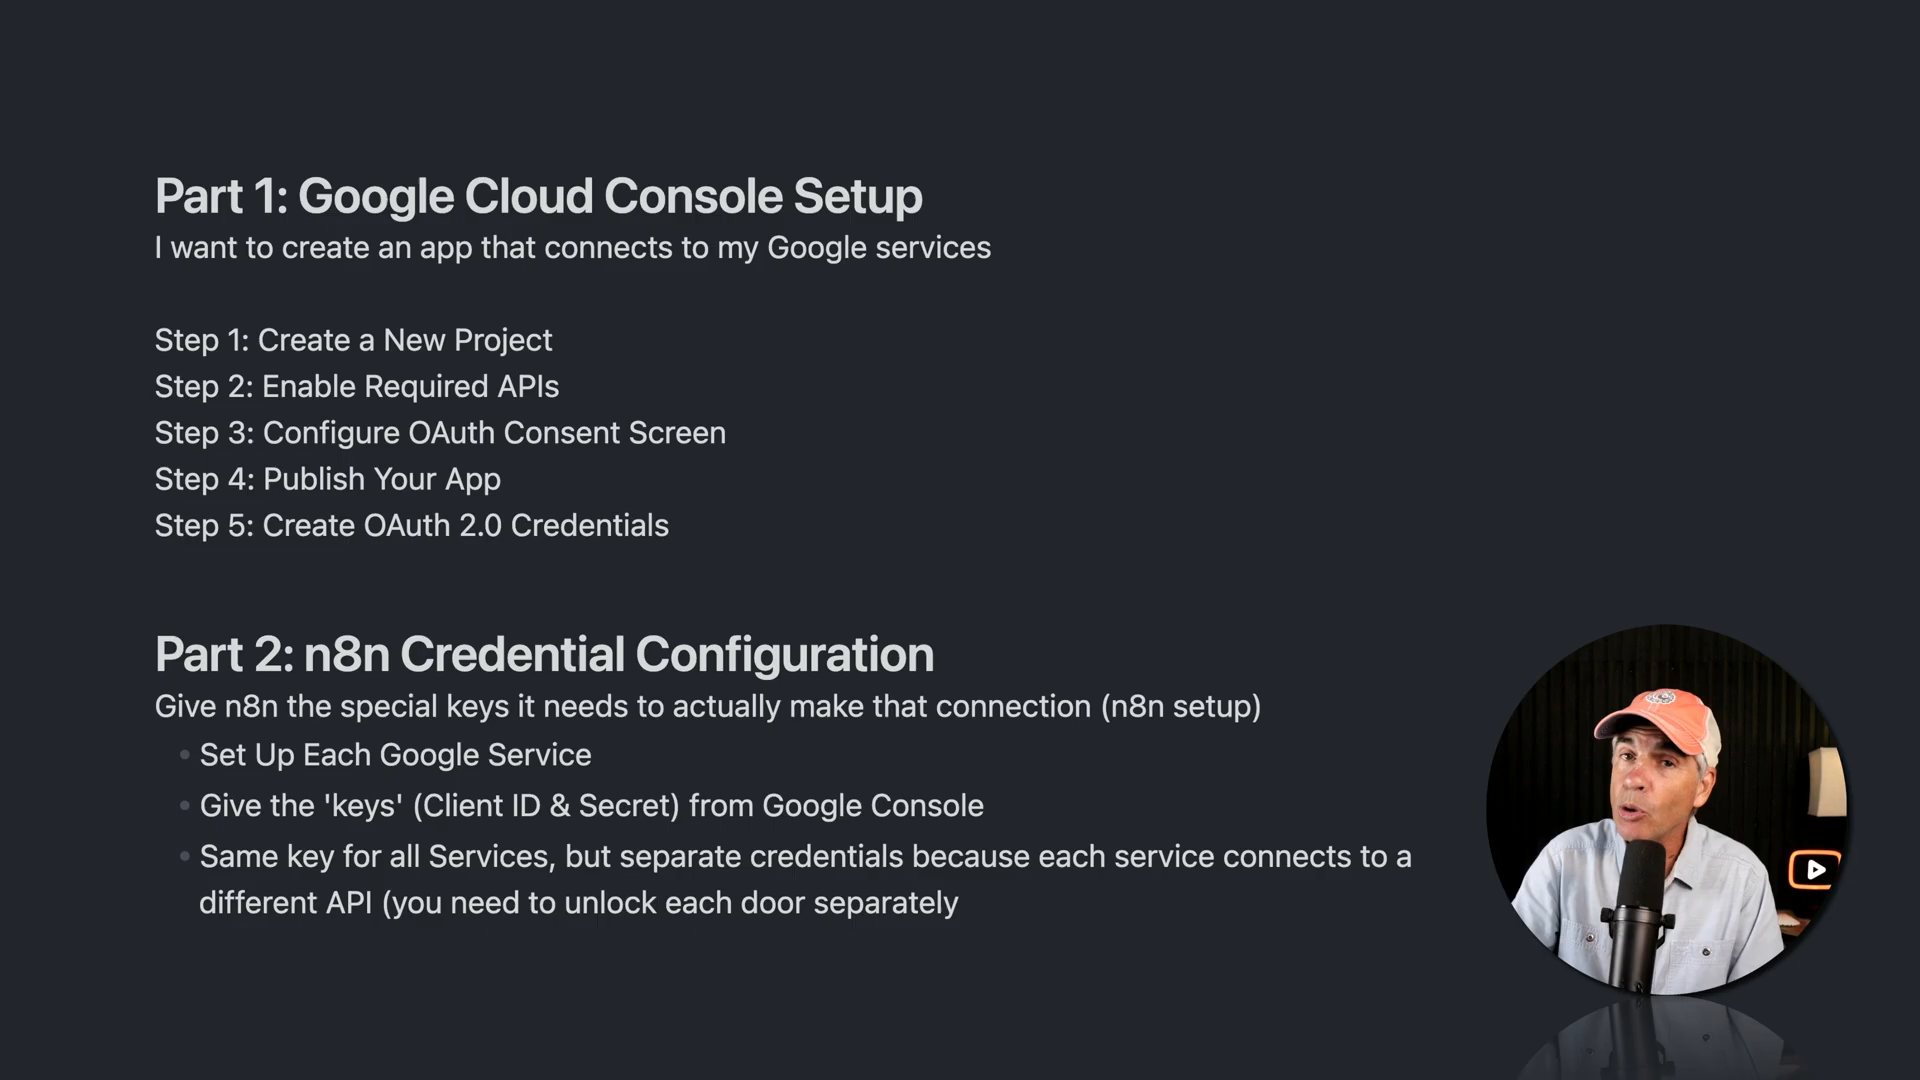 Part 1: Google Cloud Console Setup
I want to create an app that connects to my Google services
Step 1: Create a New Project
Step 2: Enable Required APIs
Step 3: Configure OAuth Consent Screen
Step 4: Publish Your App
Step 5: Create OAuth 2.0 Credentials
Part 2: n8n Credential Configuration
Give n8n the special keys it needs to actually make that connection (n8n setup)
Set Up Each Google Service
Give the 'keys' (Client ID & Secret) from Google Console
Same key for all Services, but separate credentials because each service connects to a
different API (you need to unlock each door separately